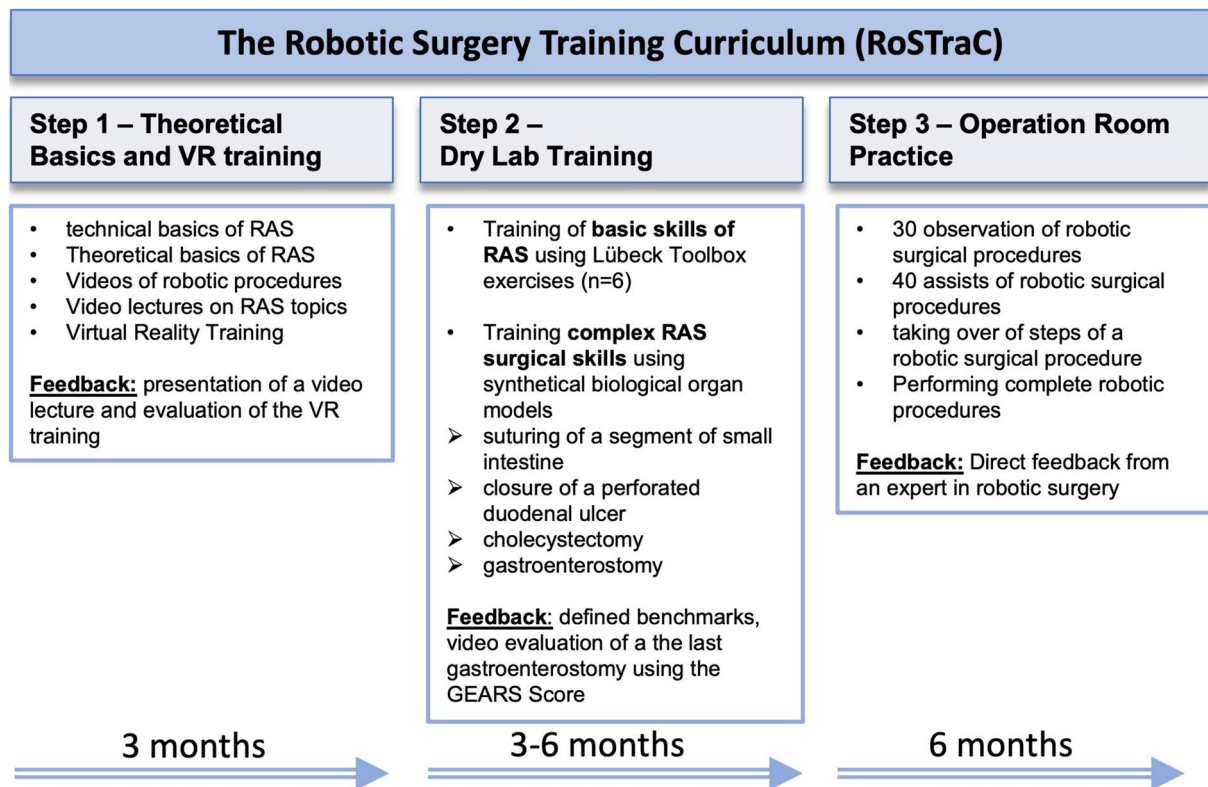 The Robotic Surgery Training Curriculum (RoSTraC)
Step 1 – Theoretical
Basics and VR training
• technical basics of RAS
• Theoretical basics of RAS
• Videos of robotic procedures
• Video lectures on RAS topics
• Virtual Reality Training
Feedback: presentation of a video
lecture and evaluation of the VR
training
3 months
Step 2 –
Dry Lab Training
• Training of basic skills of
RAS using Lübeck Toolbox
exercises (n=6)
• Training complex RAS
surgical skills using
synthetical biological organ
models
➢ suturing of a segment of small
intestine
➢ closure of a perforated
duodenal ulcer
➢ cholecystectomy
➢ gastroenterostomy
Feedback: defined benchmarks,
video evaluation of a the last
gastroenterostomy using the
GEARS Score
3-6 months
Step 3 – Operation Room
Practice
• 30 observation of robotic
surgical procedures
• 40 assists of robotic surgical
procedures
• taking over of steps of a
robotic surgical procedure
• Performing complete robotic
procedures
Feedback: Direct feedback from
an expert in robotic surgery
6 months